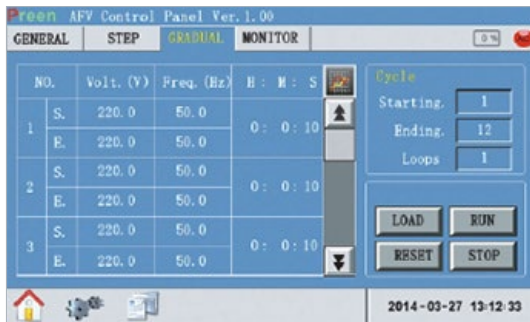 Preen AFV Control Panel Ver.1.00
GENERAL STEP GRADUAL MONITOR 0 %
NO. Volt. (V) Freq. (Hz) H : M : S
1 S. 220.0 50.0 0: 0: 10
E. 220.0 50.0
2 S. 220.0 50.0 0: 0: 10
E. 220.0 50.0
3 S. 220.0 50.0 0: 0: 10
E. 220.0 50.0
Cycle
Starting. 1
Ending. 12
Loops 1
LOAD RUN
RESET STOP
2014-03-27 13:12:33